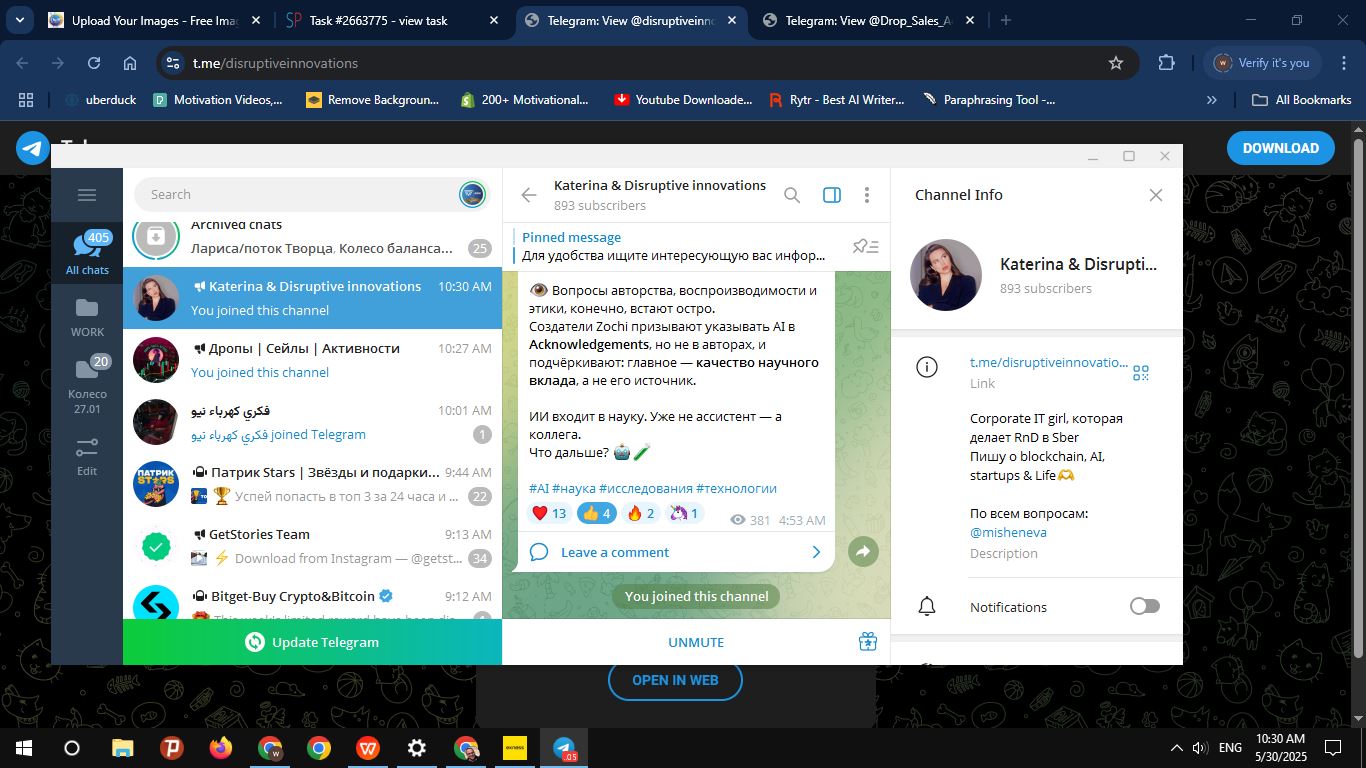 Upload Your Images - Free Imag
Task #2663775 - view task
Telegram: View @disruptiveinno
Telegram: View @Drop_Sales_A
t.me/disruptiveinnovations
Verify it's you
uberduck
Motivation Videos,...
Remove Backgroun...
200+ Motivational...
Youtube Downloade...
Rytr - Best AI Writer...
Paraphrasing Tool -...
All Bookmarks
DOWNLOAD
Search
Archived chats
Лариса/поток Творца, Колесо баланса...
25
405
All chats
WORK
20
Колесо
27.01
Edit
Katerina & Disruptive innovations
10:30 AM
You joined this channel
Дропы | Сейлы | Активности
10:27 AM
You joined this channel
فكري كهرباء نيو
10:01 AM
فكري كهرباء نيو joined Telegram
1
Патрик Stars | Звёзды и подарки...
9:44 AM
Успей попасть в топ 3 за 24 часа и ...
22
GetStories Team
9:13 AM
Download from Instagram — @getst...
34
Bitget-Buy Crypto&Bitcoin
9:12 AM
Update Telegram
Katerina & Disruptive innovations
893 subscribers
Pinned message
Для удобства ищите интересующую вас инфор...
👁 Вопросы авторства, воспроизводимости и
этики, конечно, встают остро.
Создатели Zochi призывают указывать AI в
Acknowledgements, но не в авторах, и
подчёркивают: главное — качество научного
вклада, а не его источник.
ИИ входит в науку. Уже не ассистент — а
коллега.
Что дальше? 🤖🧪
#AI #наука #исследования #технологии
❤ 13 👍 4 🔥 2 🦄 1
381 4:53 AM
Leave a comment
You joined this channel
UNMUTE
Channel Info
Katerina & Disrupti...
893 subscribers
t.me/disruptiveinnovatio...
Link
Corporate IT girl, которая
делает RnD в Sber
Пишу о blockchain, AI,
startups & Life🫶
По всем вопросам:
@misheneva
Description
Notifications
OPEN IN WEB
exness
..05
ENG
10:30 AM
5/30/2025